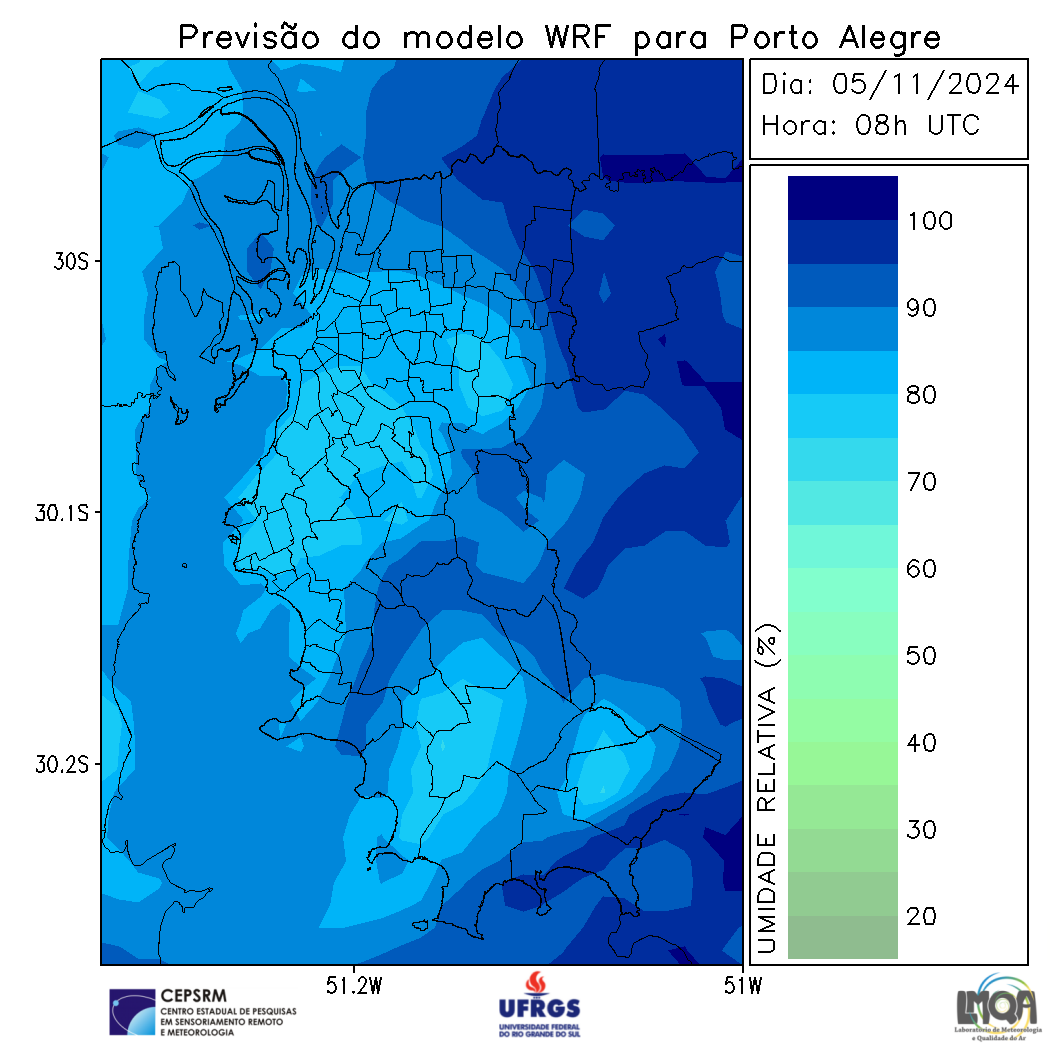 Previsão do modelo WRF para Porto Alegre
Dia: 05/11/2024
Hora: 08h UTC
30S
30.1S
30.2S
51.2W
51W
UMIDADE RELATIVA (%)
100
90
80
70
60
50
40
30
20
CEPSRM
CENTRO ESTADUAL DE PESQUISAS
EM SENSORIAMENTO REMOTO
E METEOROLOGIA
UFRGS
UNIVERSIDADE FEDERAL
DO RIO GRANDE DO SUL
LMQA
Laboratório de Meteorologia
e Qualidade do Ar